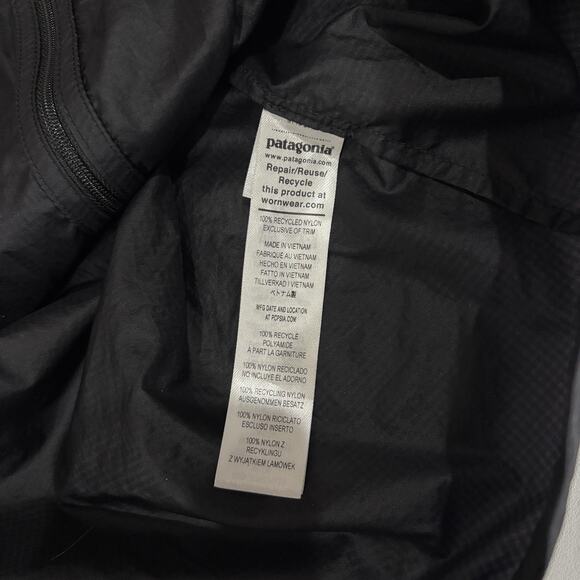 patagonia®
www.patagonia.com
Repair/Reuse/
Recycle
this product at
wornwear.com
100% RECYCLED NYLON
EXCLUSIVE OF TRIM
MADE IN VIETNAM
FABRIQUÉ AU VIETNAM
HECHO EN VIETNAM
FATTO IN VIETNAM
TILLVERKAD I VIETNAM
ベトナム製
MFG DATE AND LOCATION
AT PCPSIA.COM
100% RECYCLÉ
POLYAMIDE
A PART LA GARNITURE
100% NYLON RECICLADO
NO INCLUYE EL ADORNO
100% RECYCLING NYLON
AUSGENOMMEN BESATZ
100% NYLON RICICLATO
ESCLUSO INSERTO
100% NYLON Z
RECYKLINGU
Z WYJĄTKIEM LAMÓWEK